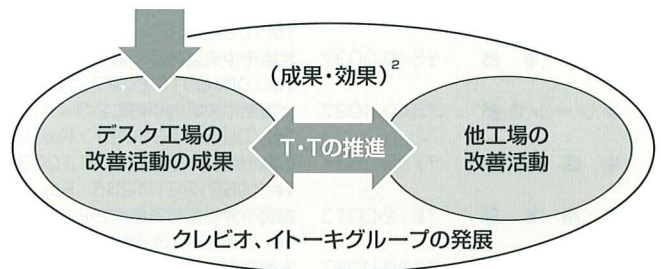 (成果・効果)²
デスク工場の
改善活動の成果
T・Tの推進
他工場の
改善活動
クレビオ、イトーキグループの発展